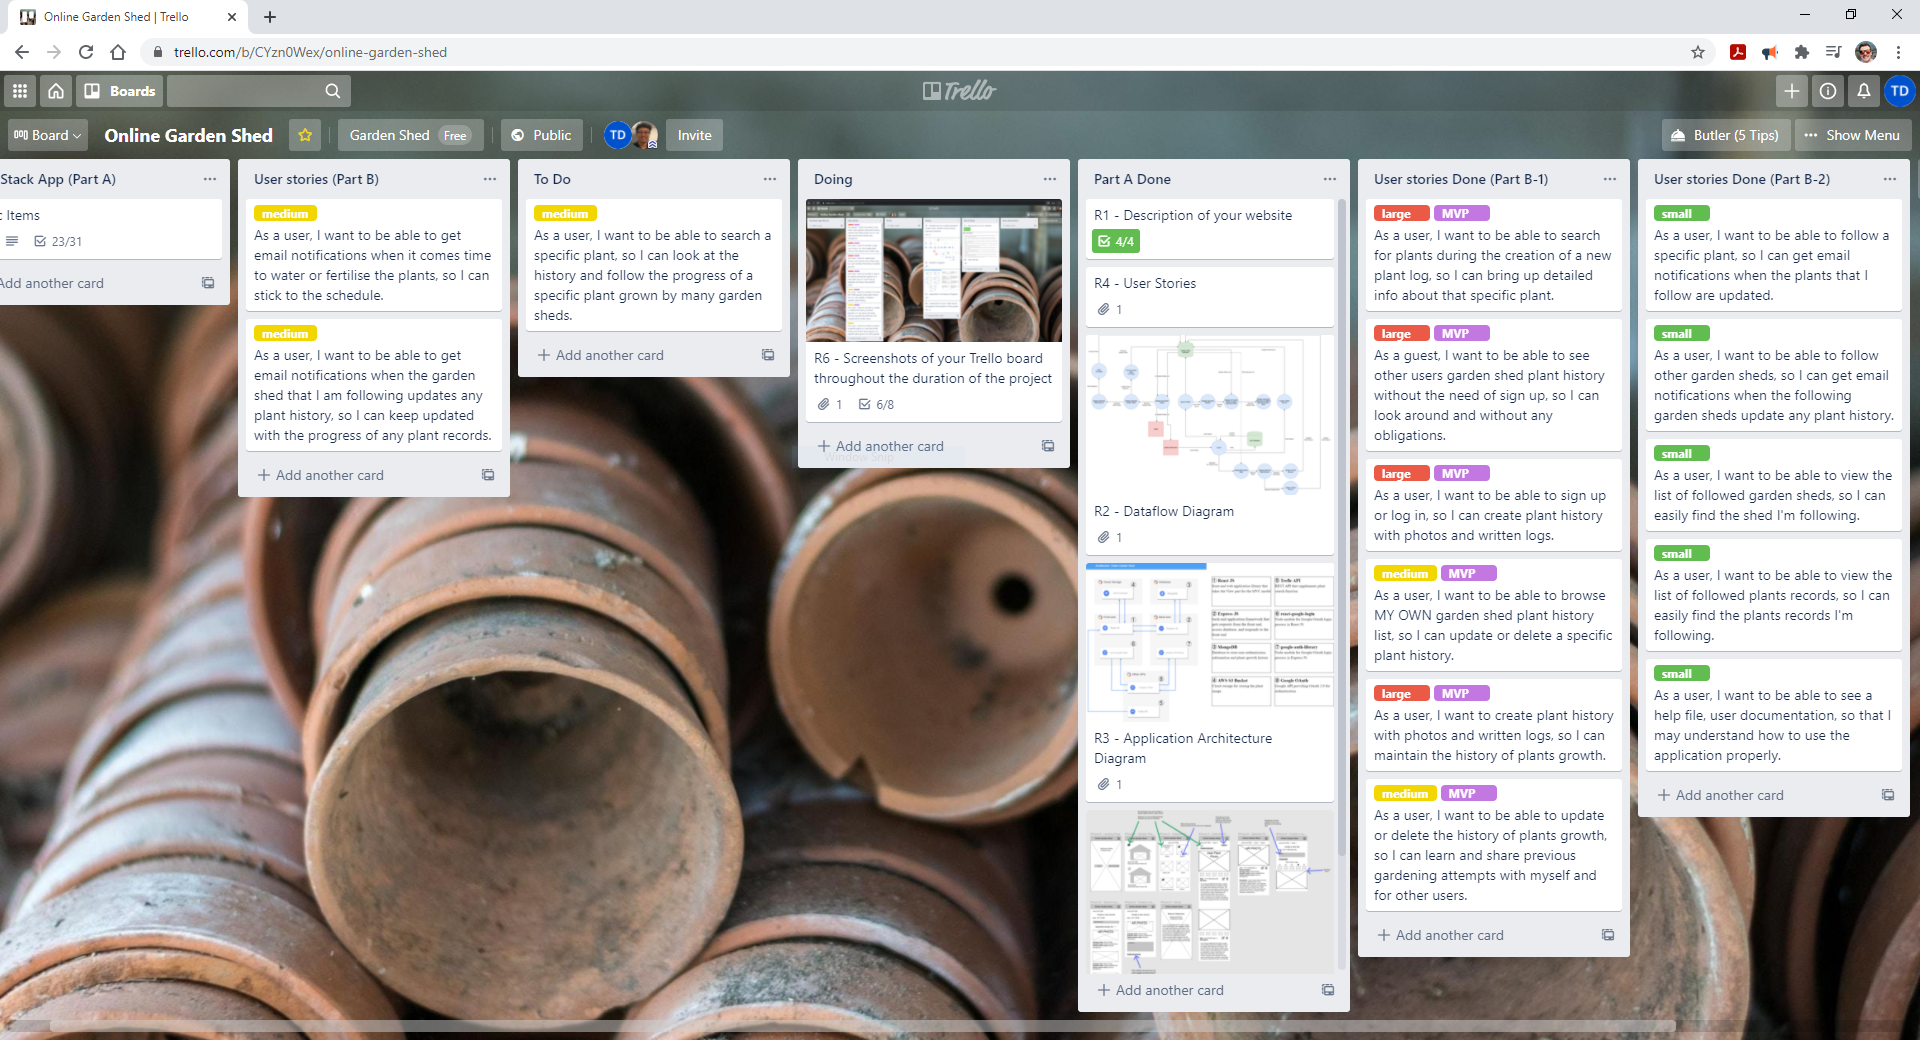 Online Garden Shed | Trello
trello.com/b/CYzn0Wex/online-garden-shed
Boards
Trello
TD
Board
Online Garden Shed
Garden Shed Free
Public
TD
Invite
Butler (5 Tips)
Show Menu
Stack App (Part A)
Items
23/31
Add another card
User stories (Part B)
medium
As a user, I want to be able to get
email notifications when it comes time
to water or fertilise the plants, so I can
stick to the schedule.
medium
As a user, I want to be able to get
email notifications when the garden
shed that I am following updates any
plant history, so I can keep updated
with the progress of any plant records.
Add another card
To Do
medium
As a user, I want to be able to search a
specific plant, so I can look at the
history and follow the progress of a
specific plant grown by many garden
sheds.
Add another card
Doing
R6 - Screenshots of your Trello board
throughout the duration of the project
1
6/8
Add another card
Window Snip
Part A Done
R1 - Description of your website
4/4
R4 - User Stories
1
R2 - Dataflow Diagram
1
R3 - Application Architecture
Diagram
1
Add another card
User stories Done (Part B-1)
large MVP
As a user, I want to be able to search
for plants during the creation of a new
plant log, so I can bring up detailed
info about that specific plant.
large MVP
As a guest, I want to be able to see
other users garden shed plant history
without the need of sign up, so I can
look around and without any
obligations.
large MVP
As a user, I want to be able to sign up
or log in, so I can create plant history
with photos and written logs.
medium MVP
As a user, I want to be able to browse
MY OWN garden shed plant history
list, so I can update or delete a specific
plant history.
large MVP
As a user, I want to create plant history
with photos and written logs, so I can
maintain the history of plants growth.
medium MVP
As a user, I want to be able to update
or delete the history of plants growth,
so I can learn and share previous
gardening attempts with myself and
for other users.
Add another card
User stories Done (Part B-2)
small
As a user, I want to be able to follow a
specific plant, so I can get email
notifications when the plants that I
follow are updated.
small
As a user, I want to be able to follow
other garden sheds, so I can get email
notifications when the following
garden sheds update any plant history.
small
As a user, I want to be able to view the
list of followed garden sheds, so I can
easily find the shed I'm following.
small
As a user, I want to be able to view the
list of followed plants records, so I can
easily find the plants records I'm
following.
small
As a user, I want to be able to see a
help file, user documentation, so that I
may understand how to use the
application properly.
Add another card